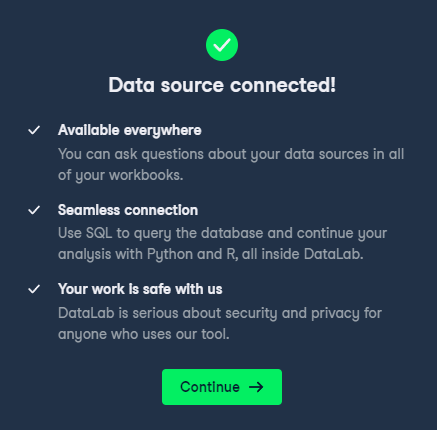 Data source connected!
Available everywhere
You can ask questions about your data sources in all
of your workbooks.
Seamless connection
Use SQL to query the database and continue your
analysis with Python and R, all inside DataLab.
Your work is safe with us
DataLab is serious about security and privacy for
anyone who uses our tool.
Continue →